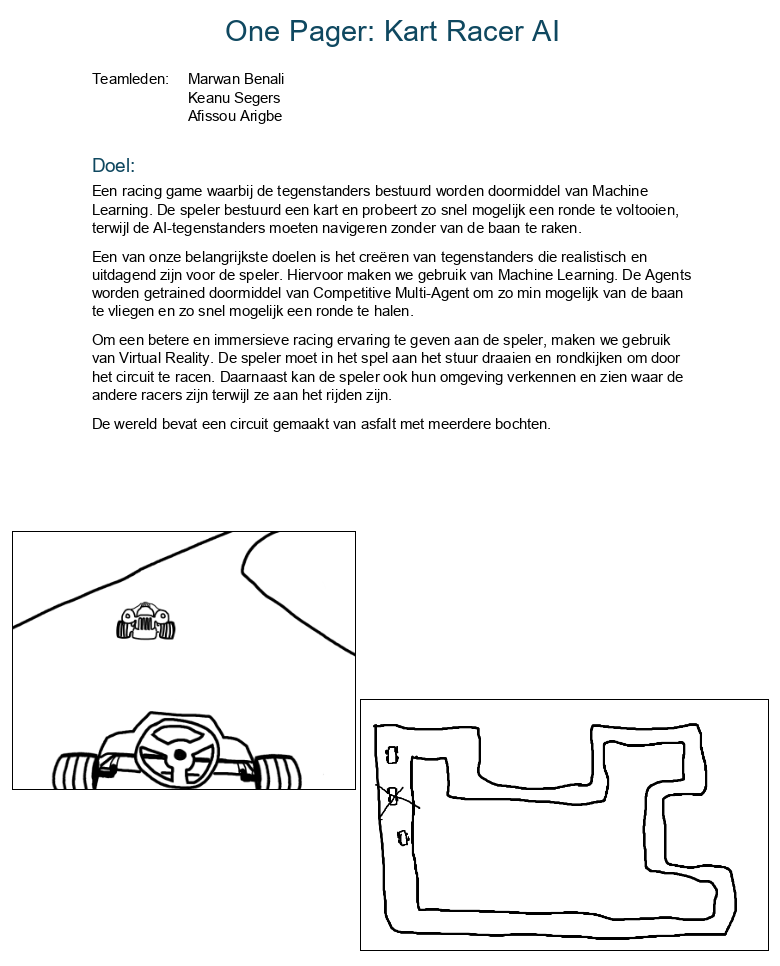 One Pager: Kart Racer AI
Teamleden: Marwan Benali
Keanu Segers
Afissou Arigbe
Doel:
Een racing game waarbij de tegenstanders bestuurd worden doormiddel van Machine
Learning. De speler bestuurd een kart en probeert zo snel mogelijk een ronde te voltooien,
terwijl de AI-tegenstanders moeten navigeren zonder van de baan te raken.
Een van onze belangrijkste doelen is het creëren van tegenstanders die realistisch en
uitdagend zijn voor de speler. Hiervoor maken we gebruik van Machine Learning. De Agents
worden getrained doormiddel van Competitive Multi-Agent om zo min mogelijk van de baan
te vliegen en zo snel mogelijk een ronde te halen.
Om een betere en immersieve racing ervaring te geven aan de speler, maken we gebruik
van Virtual Reality. De speler moet in het spel aan het stuur draaien en rondkijken om door
het circuit te racen. Daarnaast kan de speler ook hun omgeving verkennen en zien waar de
andere racers zijn terwijl ze aan het rijden zijn.
De wereld bevat een circuit gemaakt van asfalt met meerdere bochten.